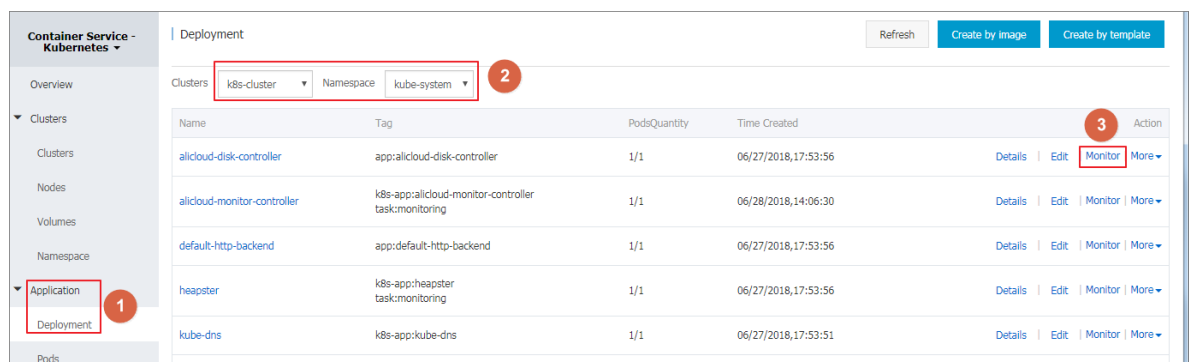 Container Service -
Kubernetes
Overview
Clusters
Clusters
Nodes
Volumes
Namespace
Application
1
Deployment
Pods
Deployment
Refresh
Create by image
Create by template
Clusters k8s-cluster Namespace kube-system 2
Name Tag PodsQuantity Time Created 3 Action
alicloud-disk-controller app:alicloud-disk-controller 1/1 06/27/2018,17:53:56 Details | Edit | Monitor | More
alicloud-monitor-controller k8s-app:alicloud-monitor-controller 1/1 06/28/2018,14:06:30 Details | Edit | Monitor | More
task:monitoring
default-http-backend app:default-http-backend 1/1 06/27/2018,17:53:56 Details | Edit | Monitor | More
heapster k8s-app:heapster 1/1 06/27/2018,17:53:56 Details | Edit | Monitor | More
task:monitoring
kube-dns k8s-app:kube-dns 1/1 06/27/2018,17:53:51 Details | Edit | Monitor | More